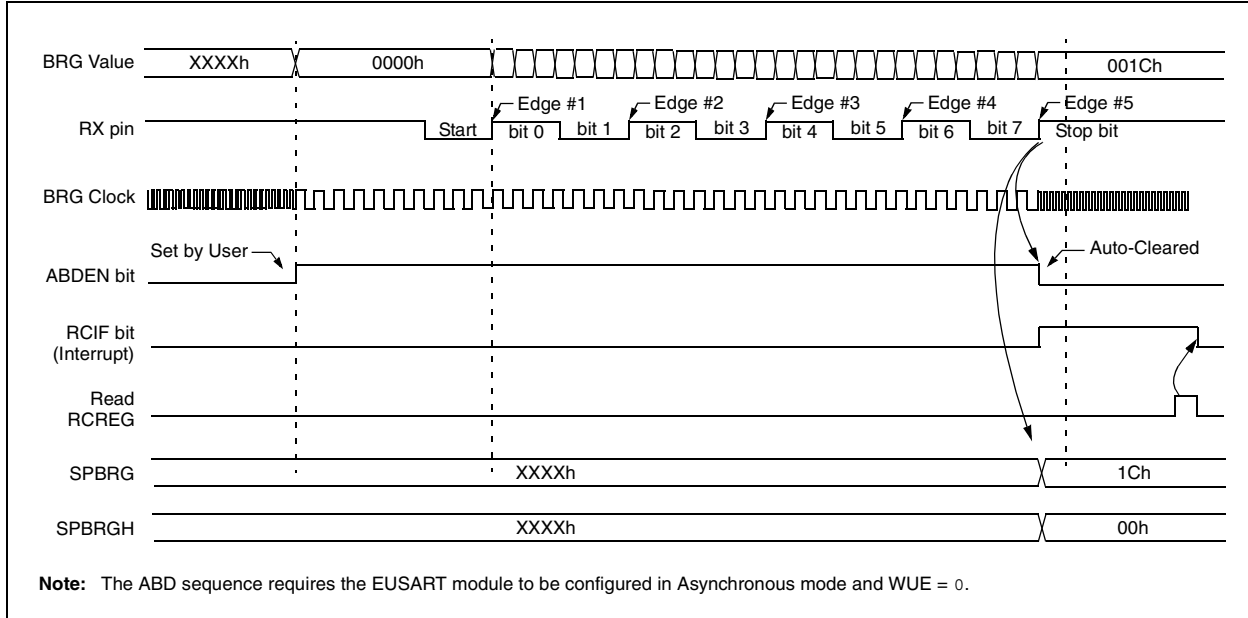 BRG Value XXXXh 0000h 001Ch
Edge #1 Edge #2 Edge #3 Edge #4 Edge #5
RX pin Start bit 0 bit 1 bit 2 bit 3 bit 4 bit 5 bit 6 bit 7 Stop bit
BRG Clock
Set by User Auto-Cleared
ABDEN bit
RCIF bit
(Interrupt)
Read
RCREG
SPBRG XXXXh 1Ch
SPBRGH XXXXh 00h
Note: The ABD sequence requires the EUSART module to be configured in Asynchronous mode and WUE = 0.